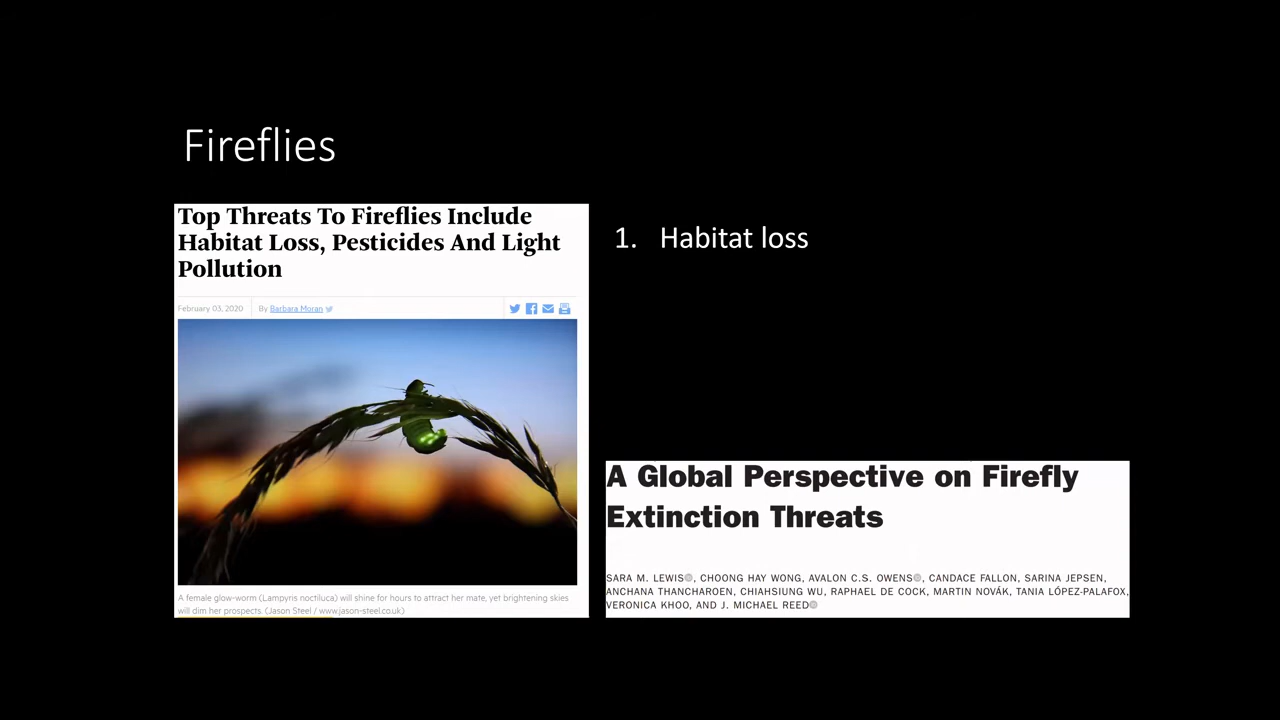 Fireflies
Top Threats To Fireflies Include
Habitat Loss, Pesticides And Light
Pollution
February 03, 2020 By Barbara Moran
A female glow-worm (Lampyris noctiluca) will shine for hours to attract her mate, yet brightening skies
will dim her prospects. (Jason Steel / www.jason-steel.co.uk)
1. Habitat loss
A Global Perspective on Firefly
Extinction Threats
SARA M. LEWIS, CHOONG HAY WONG, AVALON C.S. OWENS, CANDACE FALLON, SARINA JEPSEN,
ANCHANA THANCHAROEN, CHIAHSIUNG WU, RAPHAEL DE COCK, MARTIN NOVÁK, TANIA LÓPEZ-PALAFOX,
VERONICA KHOO, AND J. MICHAEL REED